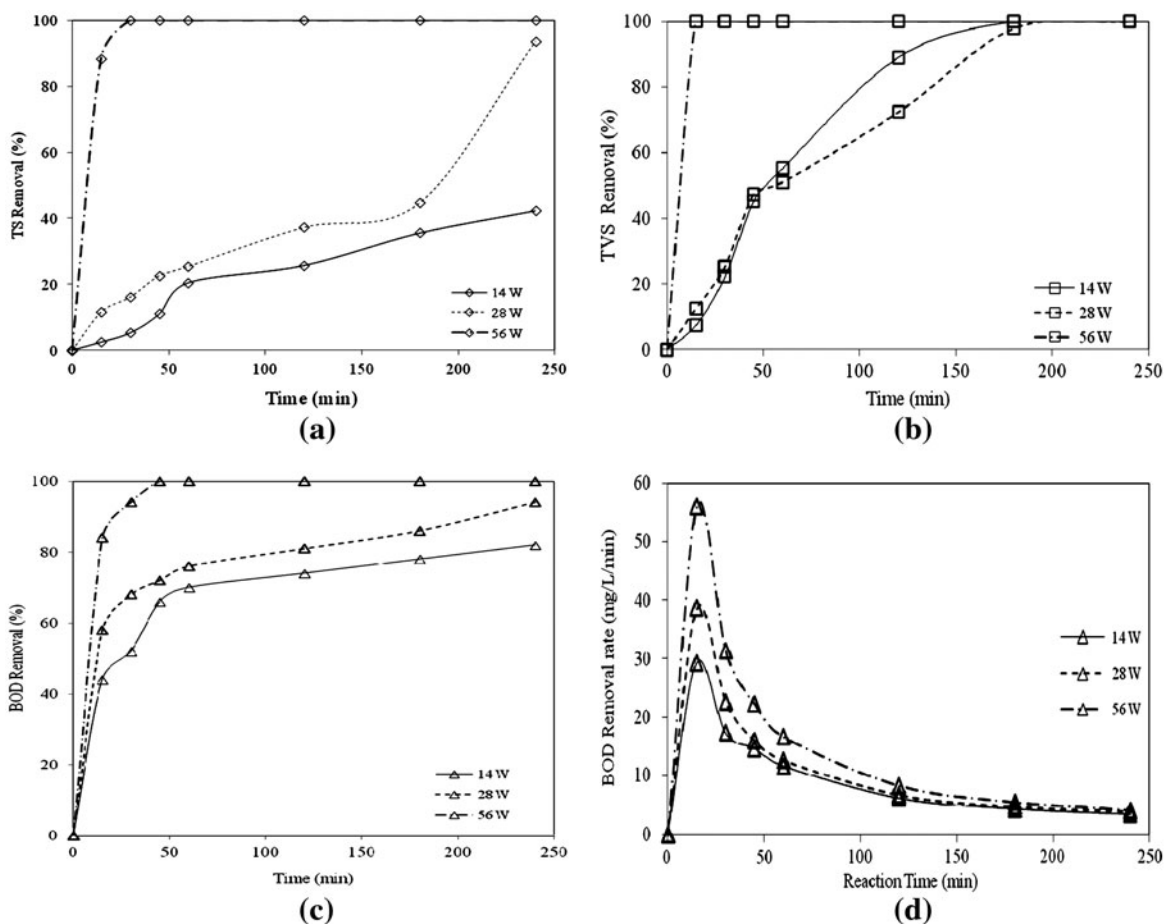 100
80
60
40
20
0
TS Removal (%)
14 W
28 W
56 W
0 50 100 150 200 250
Time (min)
(a)
100
80
60
40
20
0
TVS Removal (%)
14 W
28 W
56 W
0 50 100 150 200 250
Time (min)
(b)
100
80
60
40
20
0
BOD Removal (%)
14 W
28 W
56 W
0 50 100 150 200 250
Time (min)
(c)
60
50
40
30
20
10
0
BOD Removal rate (mg/L/min)
14 W
28 W
56 W
0 50 100 150 200 250
Reaction Time (min)
(d)